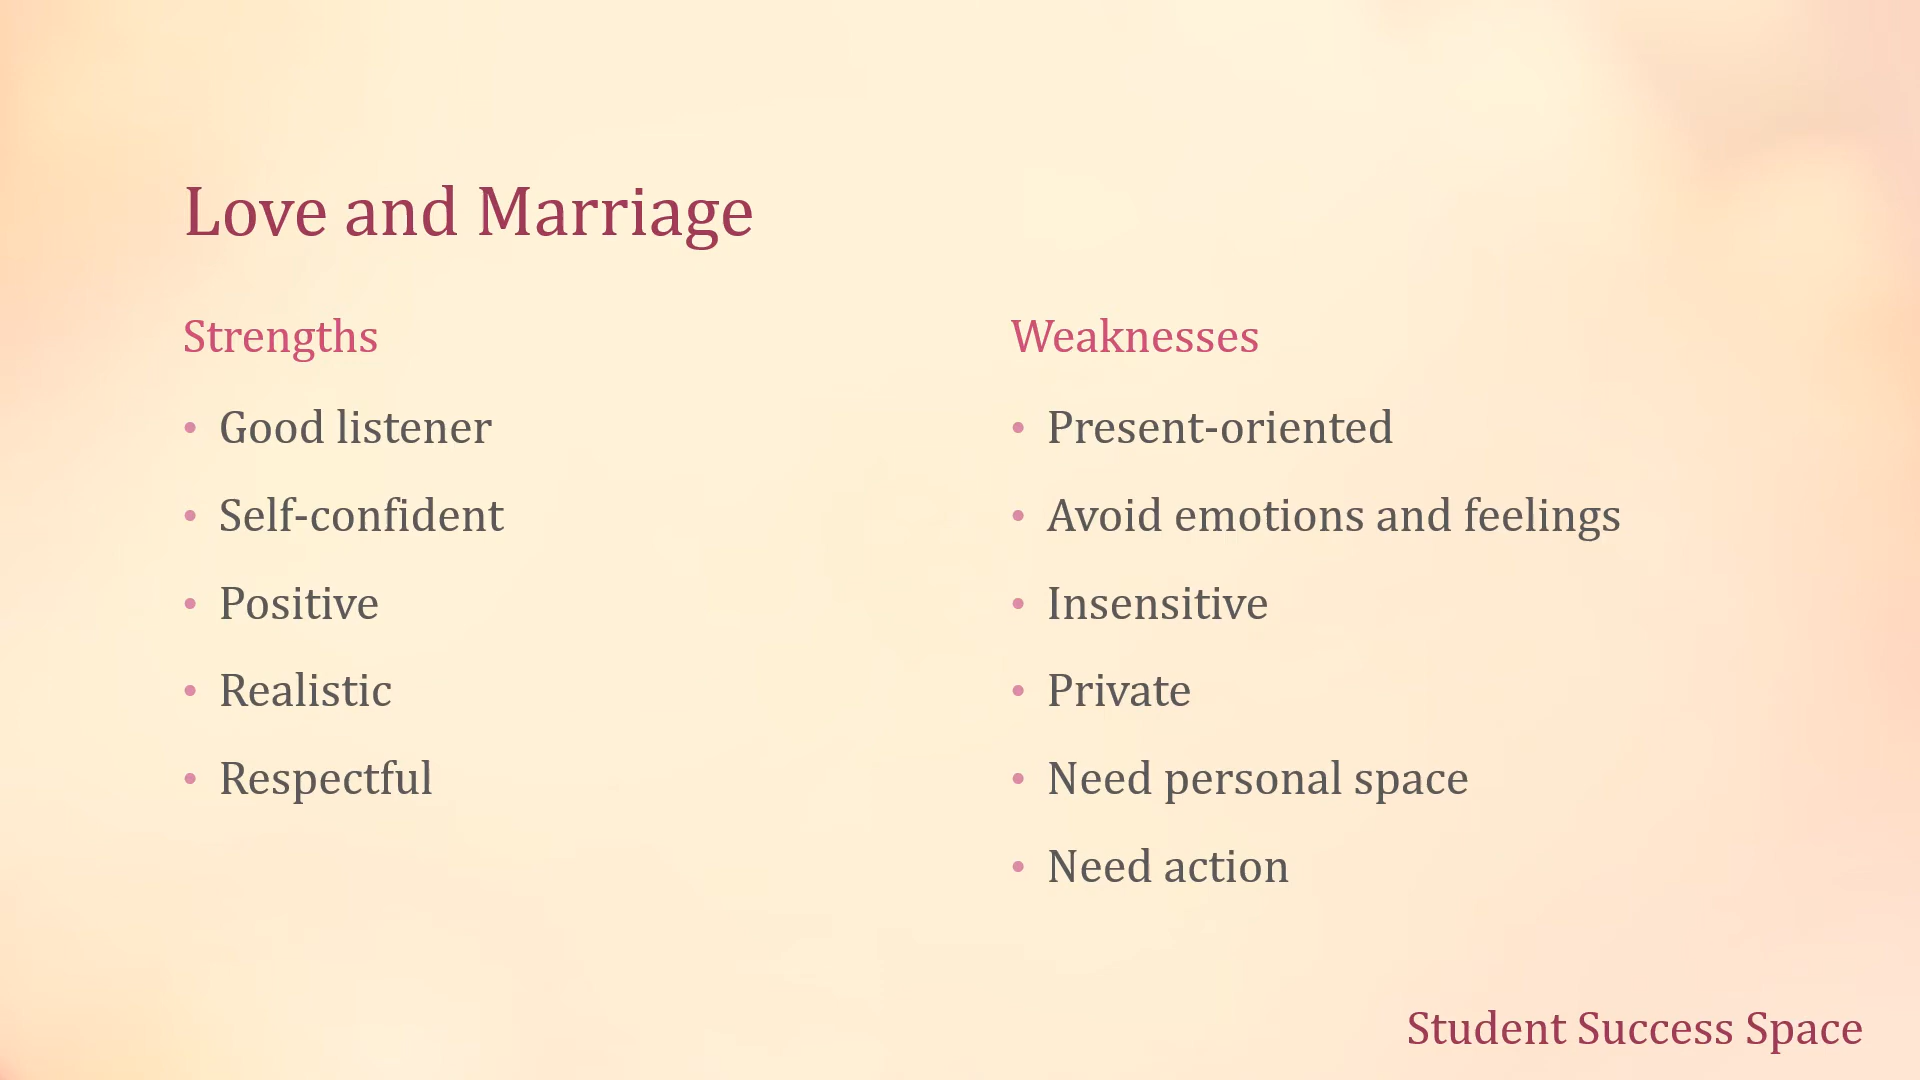 Love and Marriage
Strengths
• Good listener
• Self-confident
• Positive
• Realistic
• Respectful
Weaknesses
• Present-oriented
• Avoid emotions and feelings
• Insensitive
• Private
• Need personal space
• Need action
Student Success Space